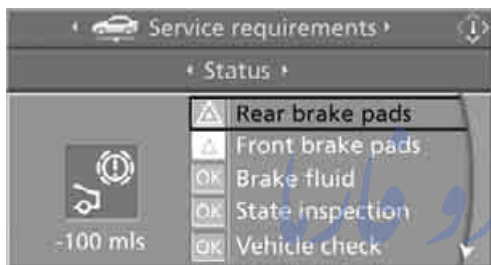 Service requirements
Status
Rear brake pads
Front brake pads
OK Brake fluid
OK State inspection
OK Vehicle check
-100 mls